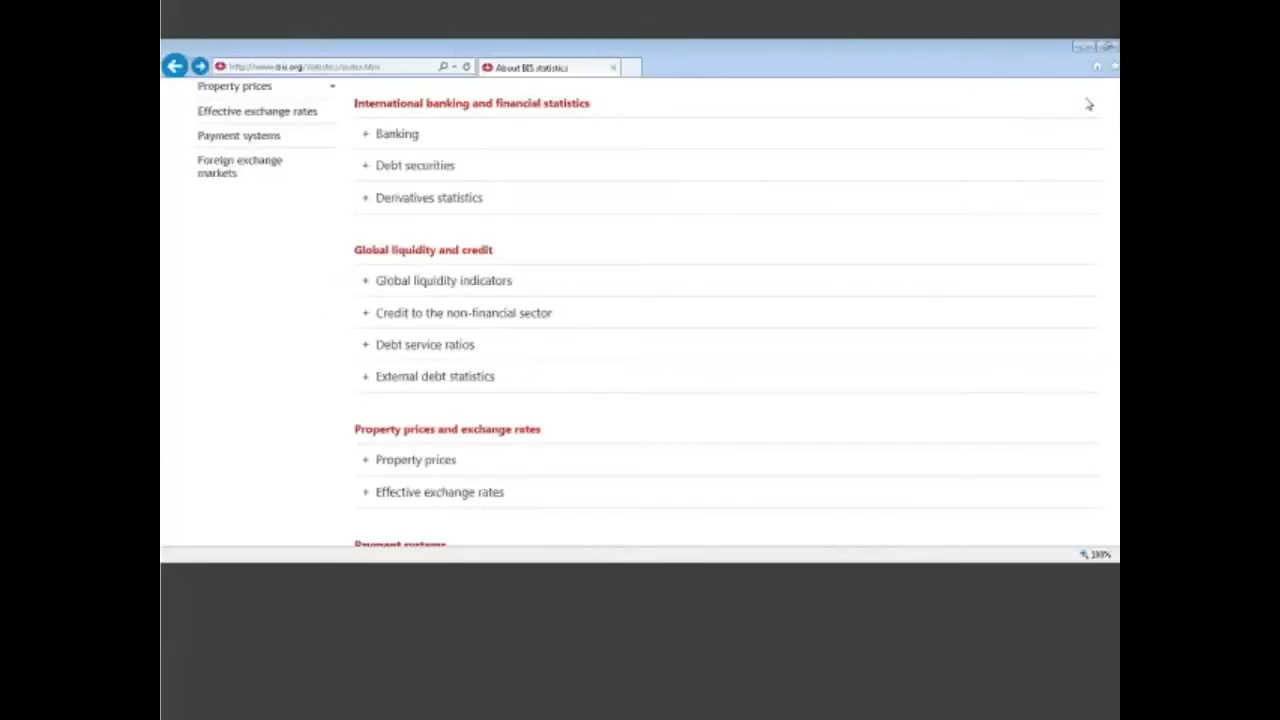 About BIS statistics
Property prices
Effective exchange rates
Payment systems
Foreign exchange
markets
International banking and financial statistics
+ Banking
+ Debt securities
+ Derivatives statistics
Global liquidity and credit
+ Global liquidity indicators
+ Credit to the non-financial sector
+ Debt service ratios
+ External debt statistics
Property prices and exchange rates
+ Property prices
+ Effective exchange rates
Payment systems